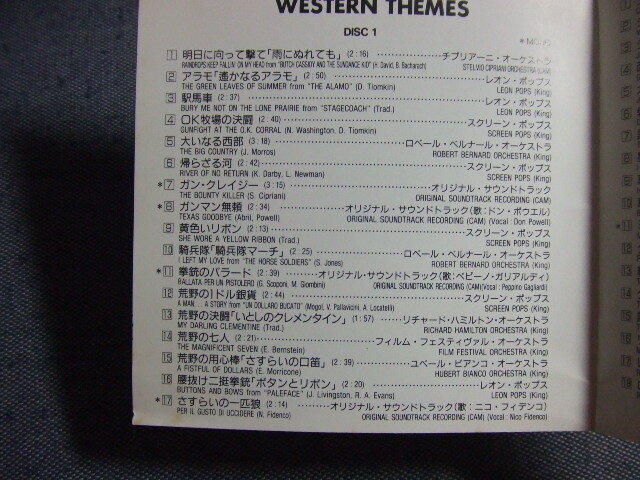 WESTERN THEMES
DISC 1
*MONO
1 明日に向って撃て「雨にぬれても」(2:16) チプリアーニ・オーケストラ
RAINDROPS KEEP FALLIN' ON MY HEAD from "BUTCH CASSIDY AND THE SUNDANCE KID" (H. David, B. Bacharach) STELVIO CIPRIANI ORCHESTRA (CAM)
2 アラモ「遙かなるアラモ」(2:50) レオン・ポップス
THE GREEN LEAVES OF SUMMER from "THE ALAMO" (D. Tiomkin) LEON POPS (King)
3 駅馬車 (2:37) レオン・ポップス
BURY ME NOT ON THE LONE PRAIRIE from "STAGECOACH" (Trad.) LEON POPS (King)
4 OK牧場の決闘 (2:40) スクリーン・ポップス
GUNFIGHT AT THE O.K. CORRAL (N. Washington, D. Tiomkin) SCREEN POPS (King)
5 大いなる西部 (3:18) ロベール・ベルナール・オーケストラ
THE BIG COUNTRY (J. Morros) ROBERT BERNARD ORCHESTRA (King)
6 帰らざる河 (2:42) スクリーン・ポップス
RIVER OF NO RETURN (K. Darby, L. Newman) SCREEN POPS (King)
*7 ガン・クレイジー (3:15) オリジナル・サウンドトラック
THE BOUNTY KILLER (S. Cipriani) ORIGINAL SOUNDTRACK RECORDING (CAM)
*8 ガンマン無頼 (2:34) オリジナル・サウンドトラック(歌:ドン・ポウエル)
TEXAS GOODBYE (Abril, Powell) ORIGINAL SOUNDTRACK RECORDING (CAM) (Vocal : Don Powell)
9 黄色いリボン (2:13) スクリーン・ポップス
SHE WORE A YELLOW RIBBON (Trad.) SCREEN POPS (King)
10 騎兵隊「騎兵隊マーチ」(2:25) ロベール・ベルナール・オーケストラ
I LEFT MY LOVE from "THE HORSE SOLDIERS" (S. Jones) ROBERT BERNARD ORCHESTRA (King)
*11 拳銃のバラード (2:39) オリジナル・サウンドトラック(歌:ペピーノ・ガリアルディ)
BALLATA PER UN PISTOLERO (G. Scoponi, M. Giombini) ORIGINAL SOUNDTRACK RECORDING (CAM)(Vocal : Peppino Gagliardi)
12 荒野の1ドル銀貨 (2:44) スクリーン・ポップス
A MAN... A STORY from "UN DOLLARO BUCATO" (Mogol, V. Pallavicini, A. Locatelli) SCREEN POPS (King)
13 荒野の決闘「いとしのクレメンタイン」(1:57) リチャード・ハミルトン・オーケストラ
MY DARLING CLEMENTINE (Trad.) RICHARD HAMILTON ORCHESTRA (King)
14 荒野の七人 (2:21) フィルム・フェスティヴァル・オーケストラ
THE MAGNIFICENT SEVEN (E. Bernstein) FILM FESTIVAL ORCHESTRA (King)
15 荒野の用心棒「さすらいの口笛」(2:39) ユベール・ビアンコ・オーケストラ
A FISTFUL OF DOLLARS (E. Morricone) HUBERT BIANCO ORCHESTRA (King)
16 腰抜け二挺拳銃「ボタンとリボン」(2:20) レオン・ポップス
BUTTONS AND BOWS from "PALEFACE" (J. Livingston, R. A. Evans) LEON POPS (King)
*17 さすらいの一匹狼 (2:14) オリジナル・サウンドトラック(歌:ニコ・フィデンコ)
PER IL GUSTO DI UCCIDERE (N. Fidenco) ORIGINAL SOUNDTRACK RECORDING (CAM) (Vocal : Nico Fidenco)